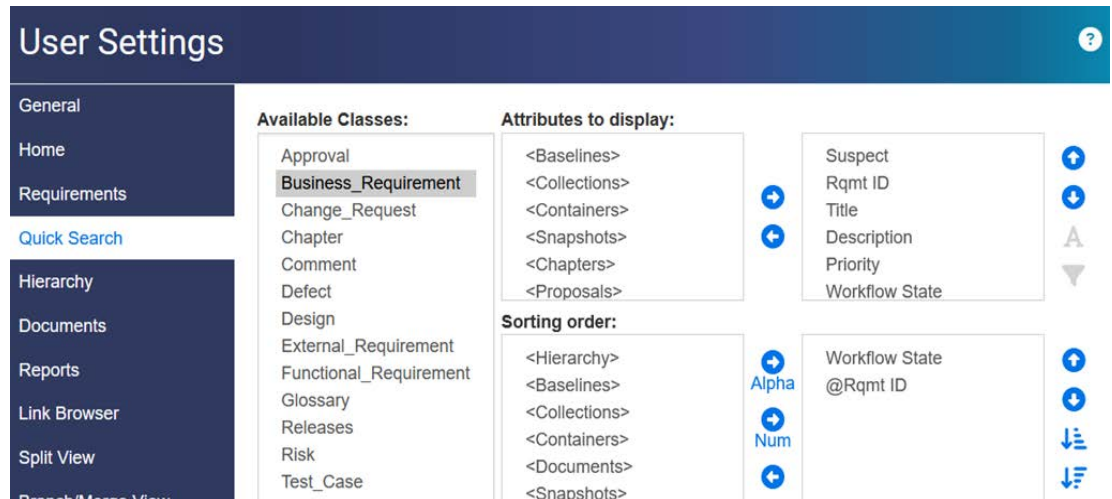 User Settings
?
General
Home
Requirements
Quick Search
Hierarchy
Documents
Reports
Link Browser
Split View
Branch/Merge View
Available Classes:
Approval
Business_Requirement
Change_Request
Chapter
Comment
Defect
Design
External_Requirement
Functional_Requirement
Glossary
Releases
Risk
Test_Case
Attributes to display:
<Baselines>
<Collections>
<Containers>
<Snapshots>
<Chapters>
<Proposals>
Suspect
Rqmt ID
Title
Description
Priority
Workflow State
A
Sorting order:
<Hierarchy>
<Baselines>
<Collections>
<Containers>
<Documents>
<Snapshots>
Alpha
Num
Workflow State
@Rqmt ID